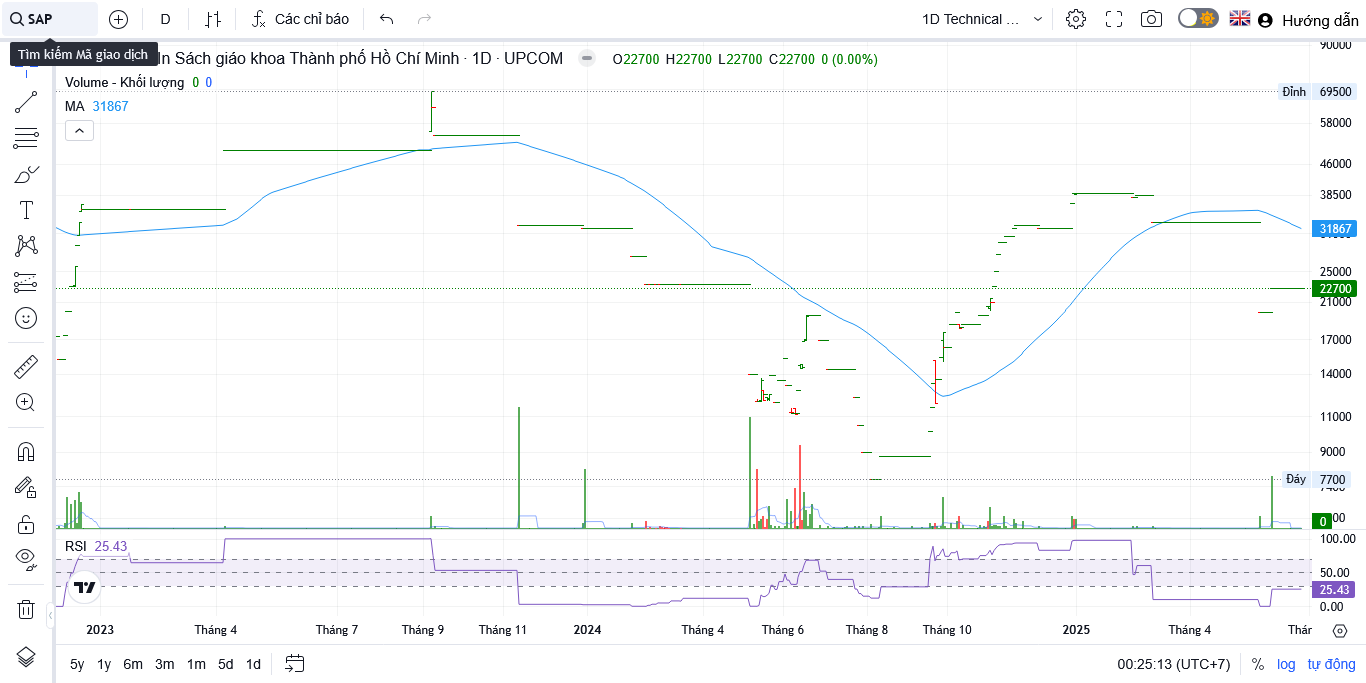 SAP
D
Các chỉ báo
1D Technical ...
Hướng dẫn
Tìm kiếm Mã giao dịch
In Sách giáo khoa Thành phố Hồ Chí Minh · 1D · UPCOM
O22700 H22700 L22700 C22700 0 (0.00%)
Volume - Khối lượng 0 0
MA 31867
90000
Đỉnh 69500
58000
46000
38500
31867
25000
22700
21000
17000
14000
11000
9000
Đáy 7700
0
RSI 25.43
100.00
50.00
25.43
0.00
2023 Tháng 4 Tháng 7 Tháng 9 Tháng 11 2024 Tháng 4 Tháng 6 Tháng 8 Tháng 10 2025 Tháng 4 Thár
5y 1y 6m 3m 1m 5d 1d
00:25:13 (UTC+7) % log tự động